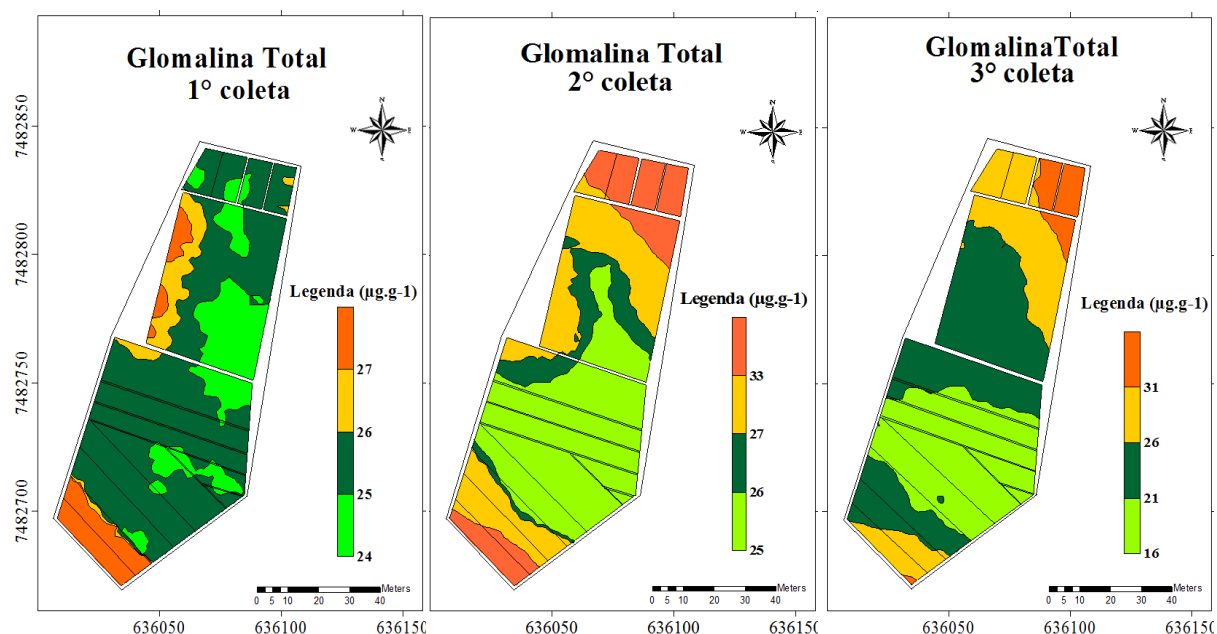 Glomalina Total
1° coleta
N
W
E
S
7482850
7482800
7482750
7482700
Legenda (µg.g-1)
27
26
25
24
Meters
0 5 10 20 30 40
636050 636100 636150
Glomalina Total
2° coleta
N
W
E
S
Legenda (µg.g-1)
33
27
26
25
Meters
0 5 10 20 30 40
636050 636100 636150
GlomalinaTotal
3° coleta
N
W
E
S
Legenda (µg.g-1)
31
26
21
16
Meters
0 5 10 20 30 40
636050 636100 636150